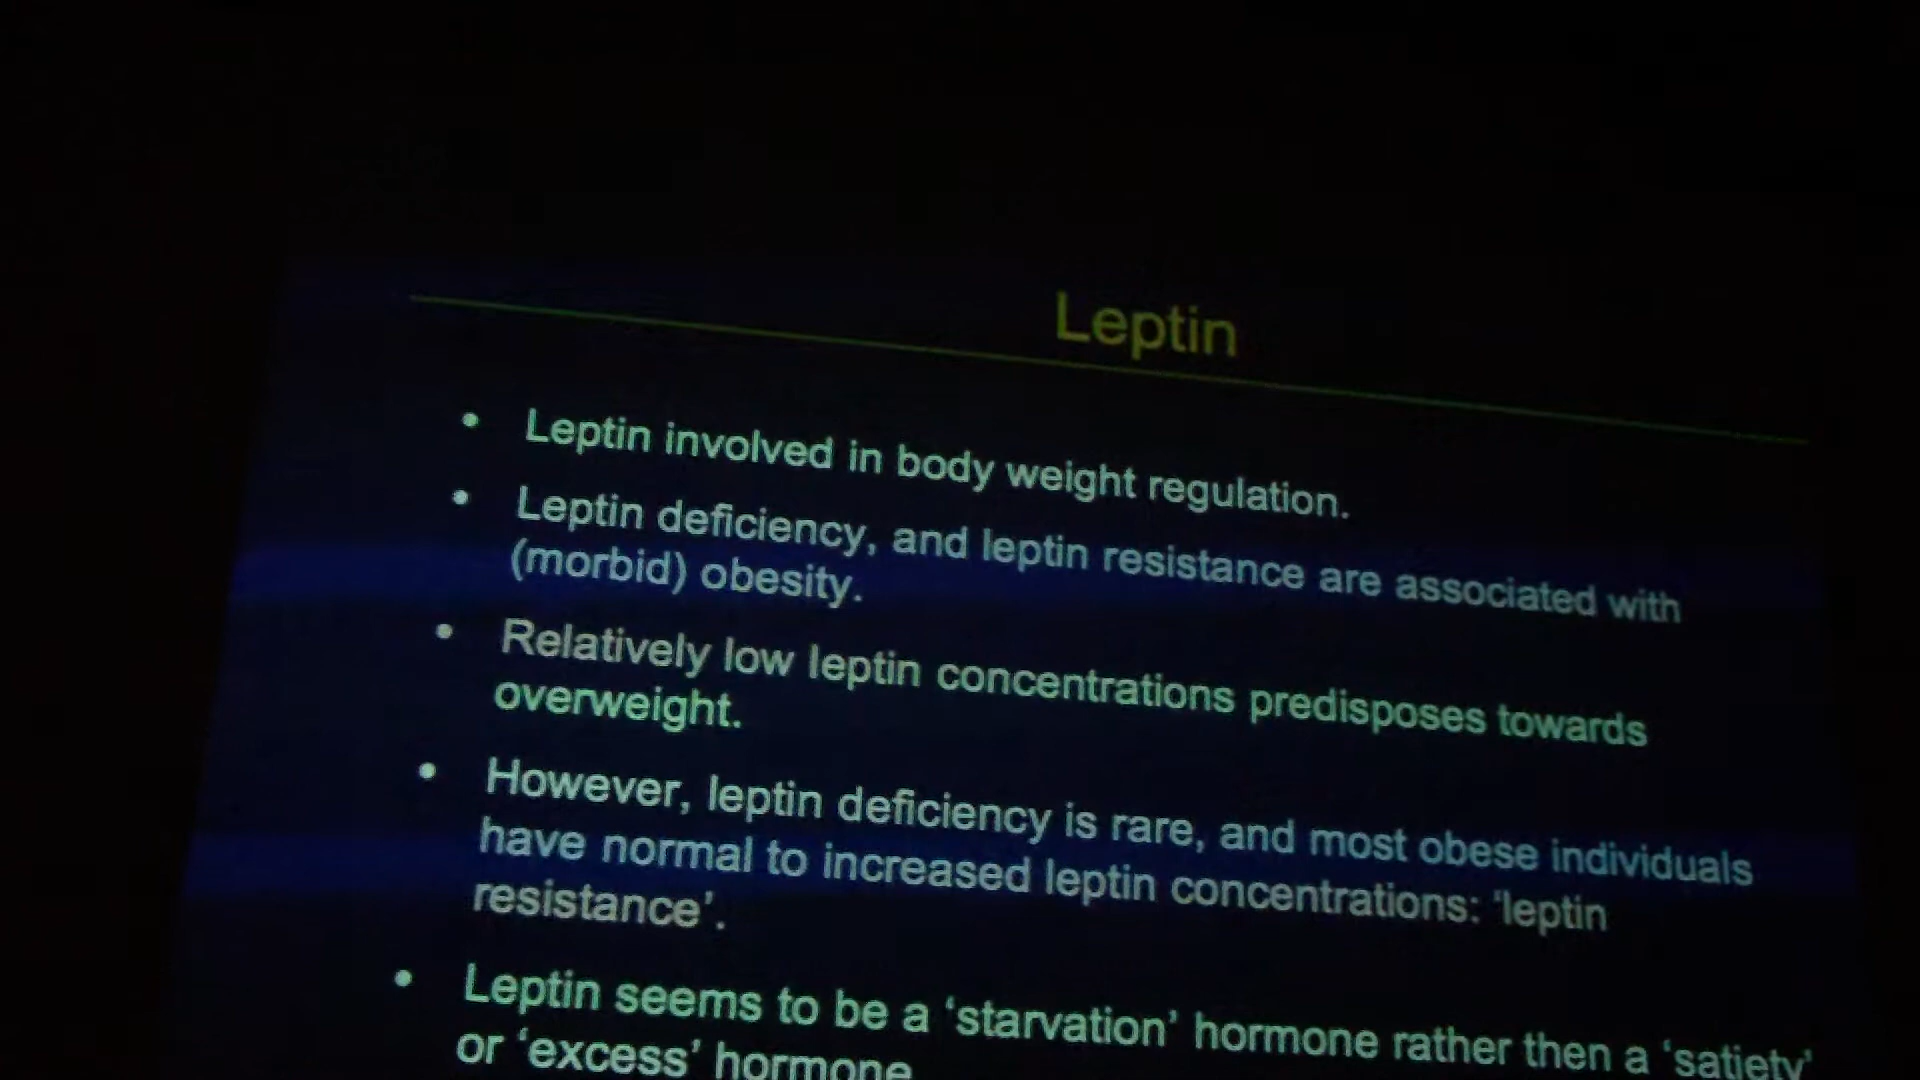 Leptin
• Leptin involved in body weight regulation.
• Leptin deficiency, and leptin resistance are associated with
(morbid) obesity.
• Relatively low leptin concentrations predisposes towards
overweight.
• However, leptin deficiency is rare, and most obese individuals
have normal to increased leptin concentrations: ‘leptin
resistance’.
• Leptin seems to be a ‘starvation’ hormone rather then a ‘satiety’
or ‘excess’ hormone